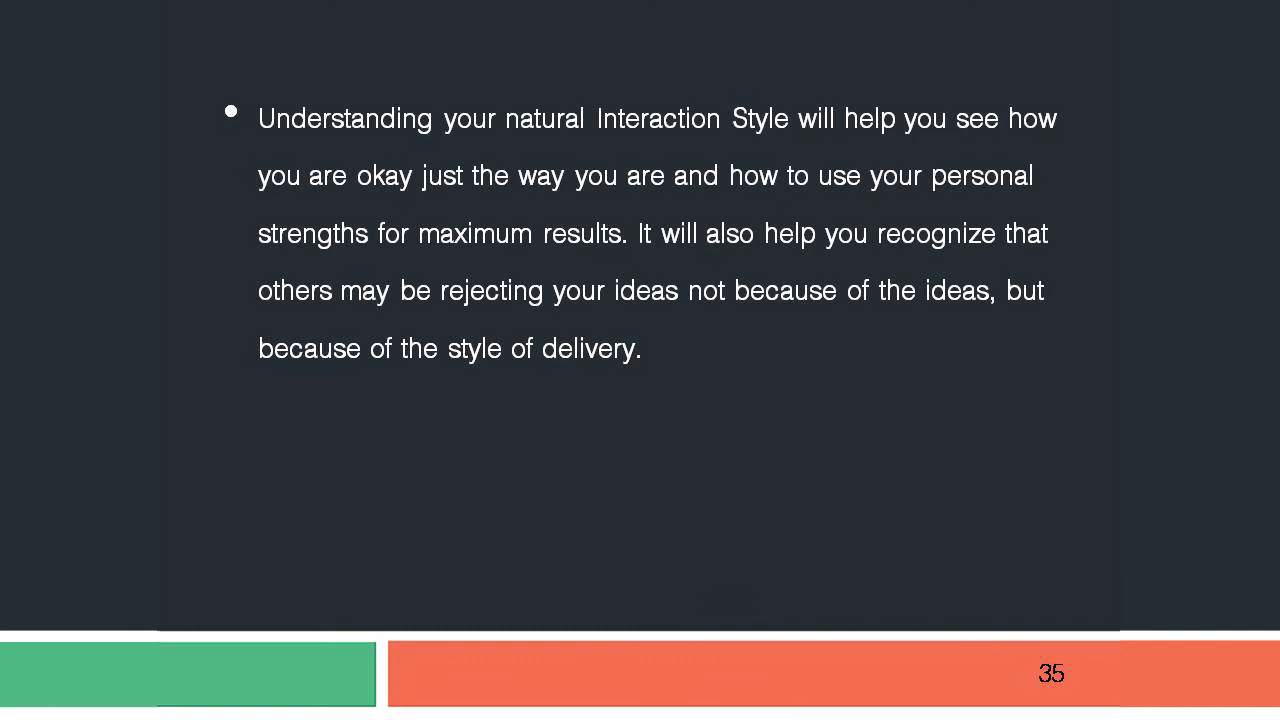 • Understanding your natural Interaction Style will help you see how
you are okay just the way you are and how to use your personal
strengths for maximum results. It will also help you recognize that
others may be rejecting your ideas not because of the ideas, but
because of the style of delivery.
35